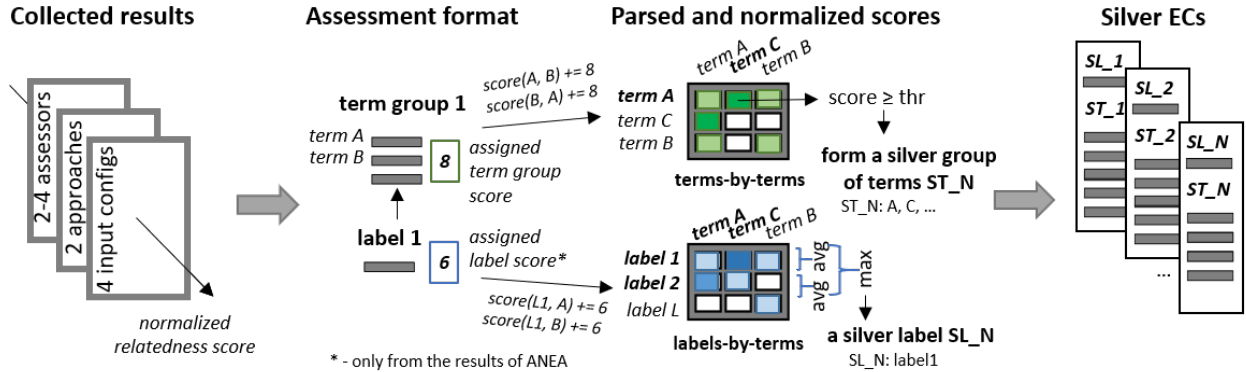 Collected results
Assessment format
Parsed and normalized scores
Silver ECs
2-4 assessors
2 approaches
4 input configs
normalized
relatedness score
term group 1
term A
term B
8
assigned
term group
score
label 1
6
assigned
label score*
score(A, B) += 8
score(B, A) += 8
score(L1, A) += 6
score(L1, B) += 6
* - only from the results of ANEA
term A
term C
term B
term A
term C
term B
terms-by-terms
score ≥ thr
form a silver group
of terms ST_N
ST_N: A, C, ...
term A
term C
term B
label 1
label 2
label L
labels-by-terms
avg
avg
max
a silver label SL_N
SL_N: label1
SL_1
ST_1
SL_2
ST_2
SL_N
ST_N
...